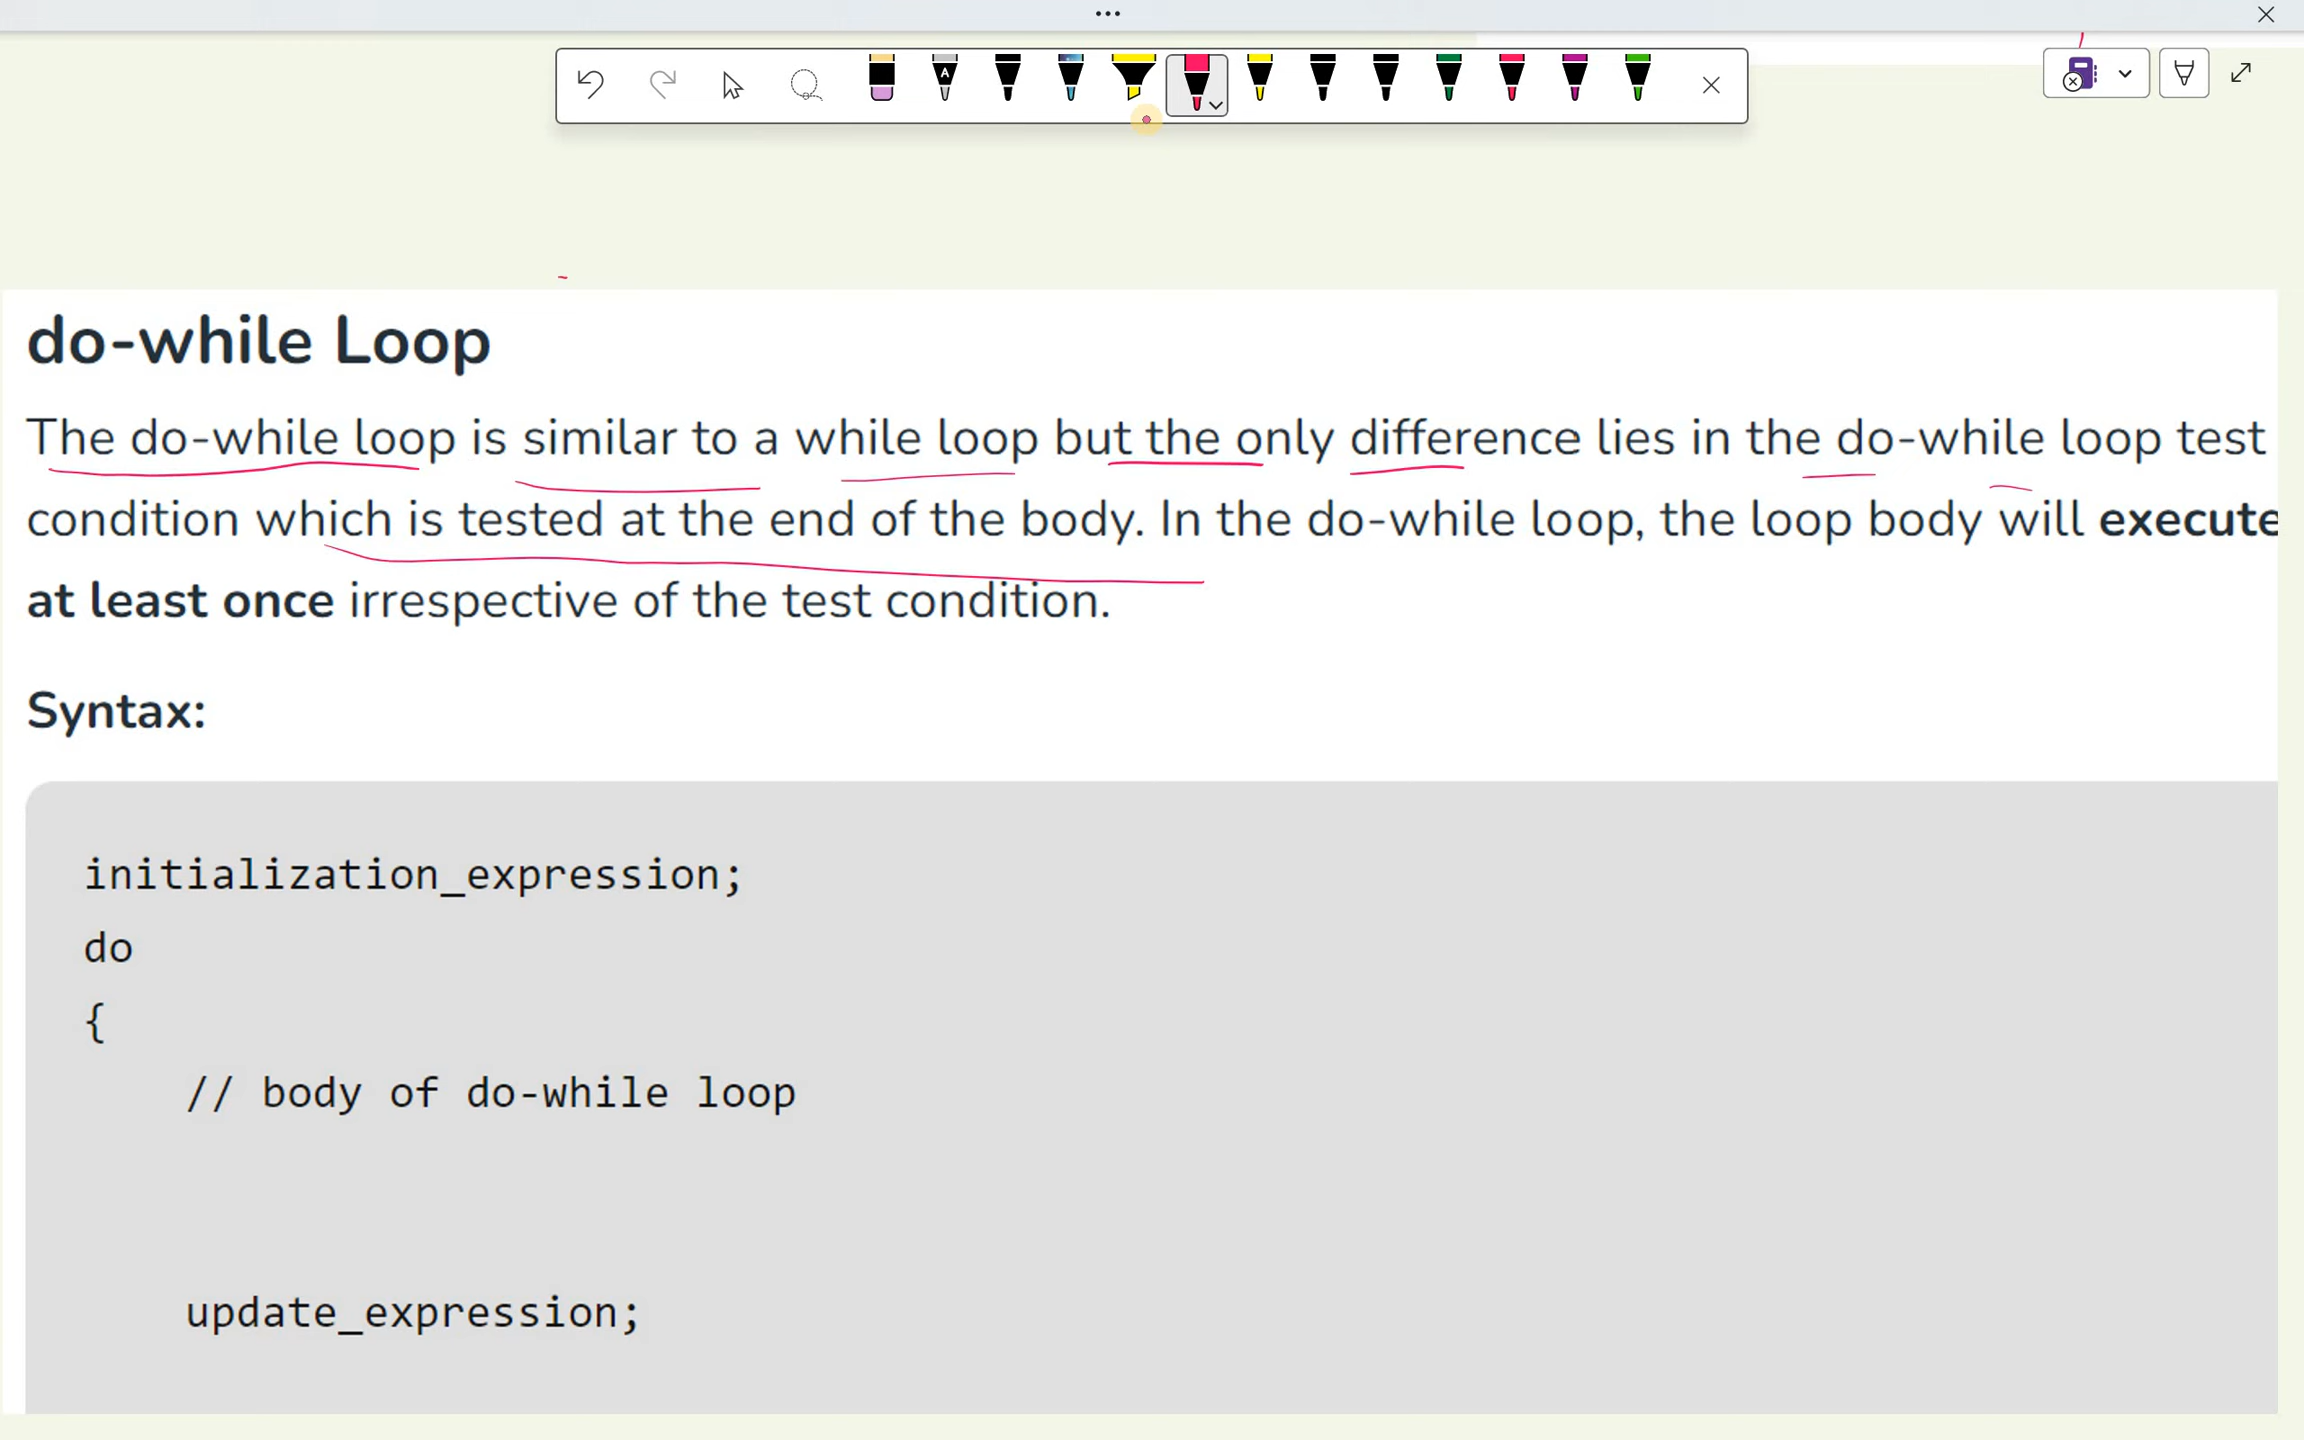 A
do-while Loop
The do-while loop is similar to a while loop but the only difference lies in the do-while loop test
condition which is tested at the end of the body. In the do-while loop, the loop body will execute
at least once irrespective of the test condition.
Syntax:
initialization_expression;
do
{
// body of do-while loop
update_expression;